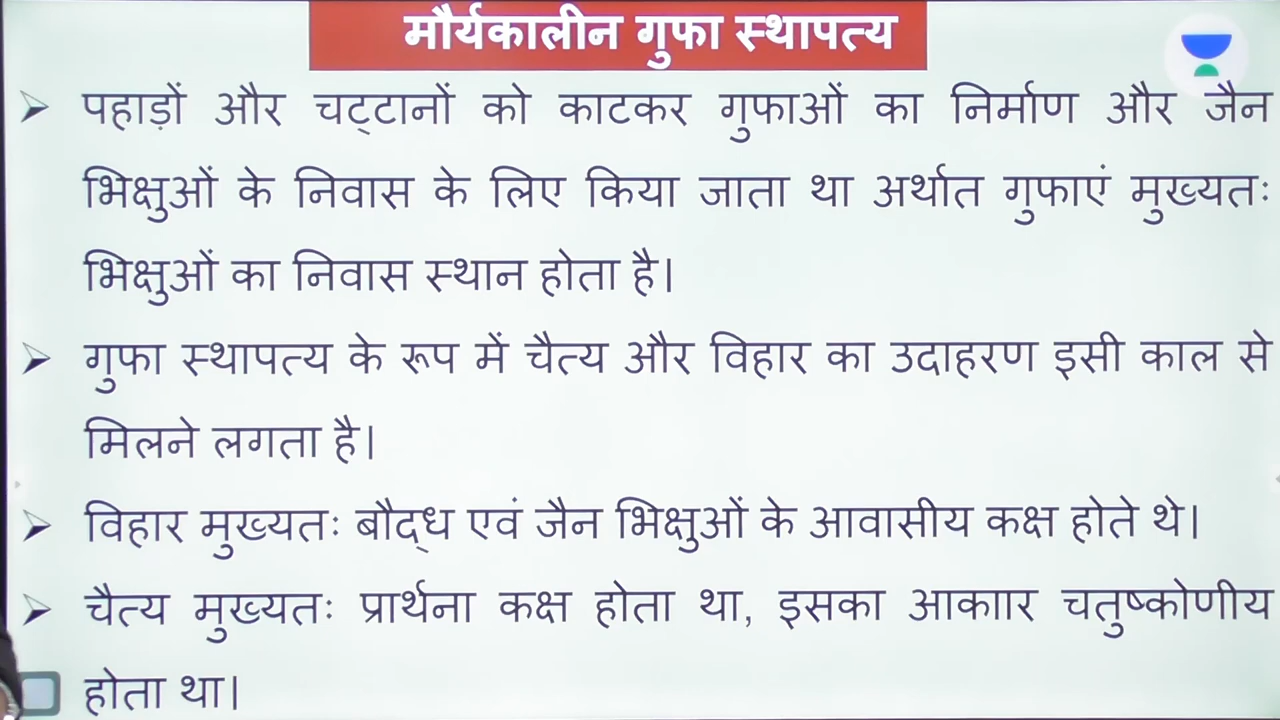 मौर्यकालीन गुफा स्थापत्य
➢ पहाड़ों और चट्टानों को काटकर गुफाओं का निर्माण और जैन
भिक्षुओं के निवास के लिए किया जाता था अर्थात गुफाएं मुख्यतः
भिक्षुओं का निवास स्थान होता है।
➢ गुफा स्थापत्य के रूप में चैत्य और विहार का उदाहरण इसी काल से
मिलने लगता है।
➢ विहार मुख्यतः बौद्ध एवं जैन भिक्षुओं के आवासीय कक्ष होते थे।
➢ चैत्य मुख्यतः प्रार्थना कक्ष होता था, इसका आकाार चतुष्कोणीय
होता था।